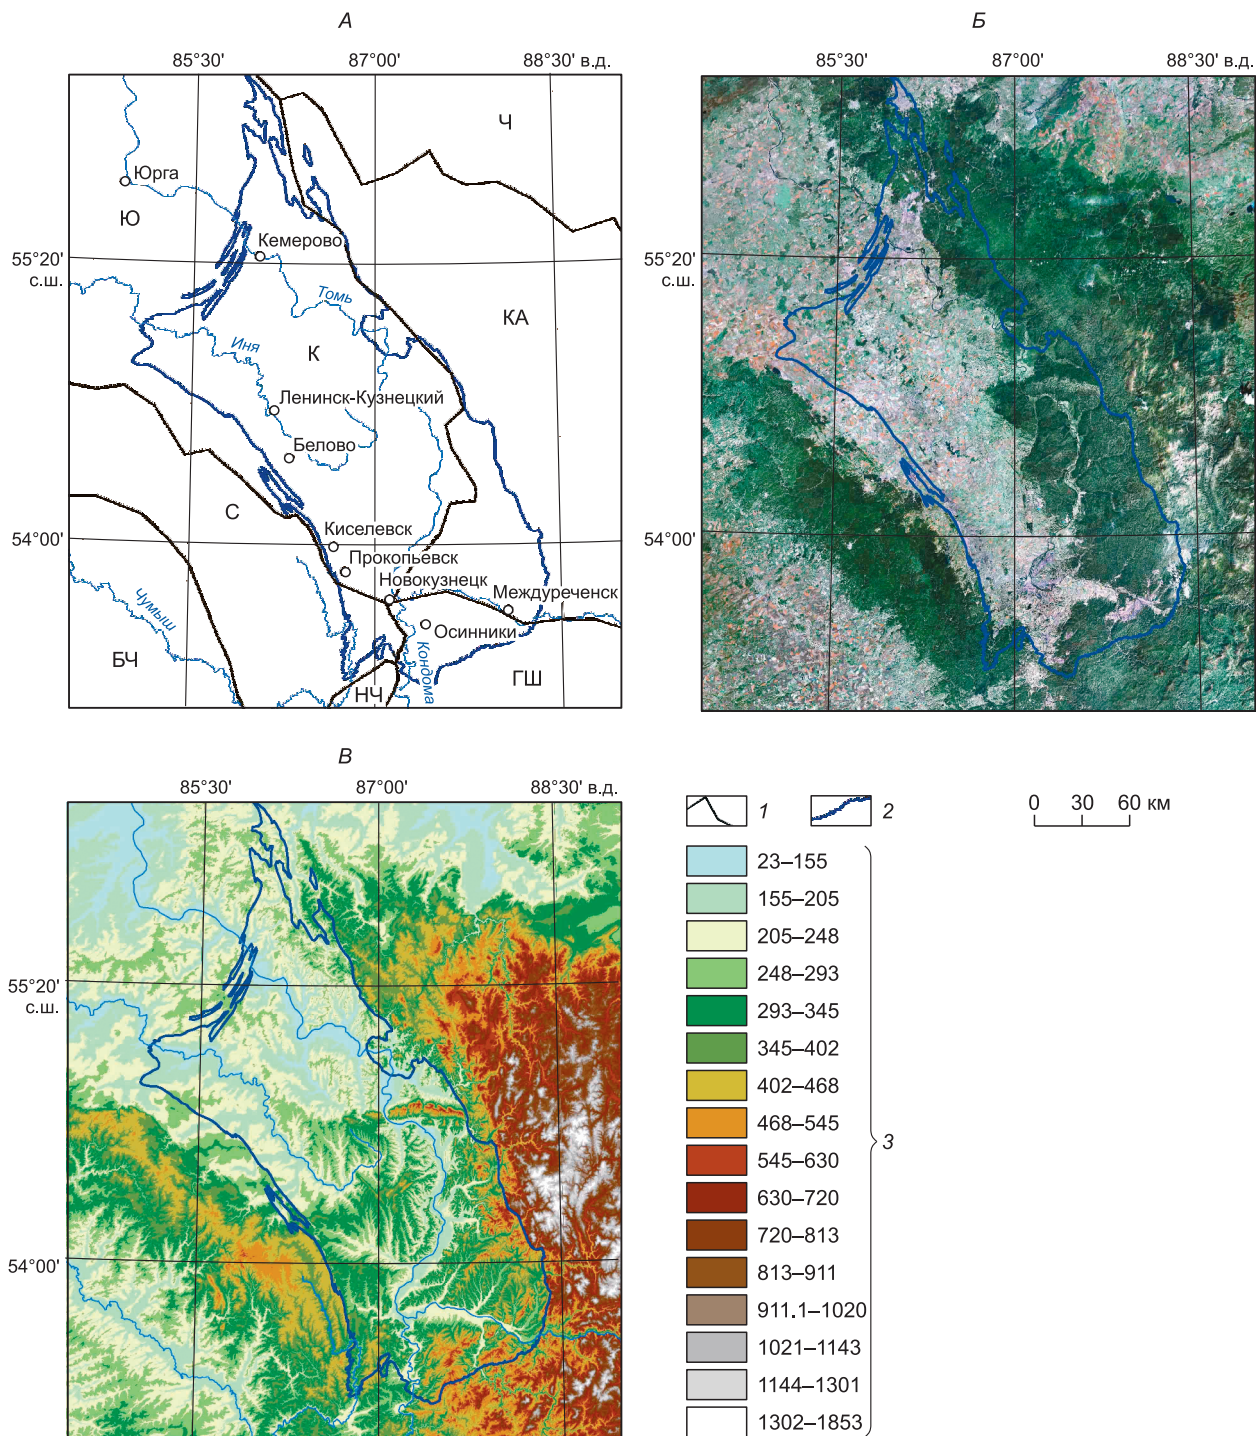 А
85°30' 87°00' 88°30' в.д.
Ч
Юрга
Ю
Кемерово
55°20'
с.ш.
Томь
КА
Иня
К
Ленинск-Кузнецкий
Белово
С
Киселевск
54°00'
Прокопьевск
Новокузнецк
Междуреченск
Чумыш
Осинники
Кондома
БЧ
ГШ
НЧ
Б
85°30' 87°00' 88°30' в.д.
55°20'
с.ш.
54°00'
В
85°30' 87°00' 88°30' в.д.
55°20'
с.ш.
54°00'
1 2
0 30 60 км
23–155
155–205
205–248
248–293
293–345
345–402
402–468
468–545
545–630
630–720
720–813
813–911
911.1–1020
1021–1143
1144–1301
1302–1853
3